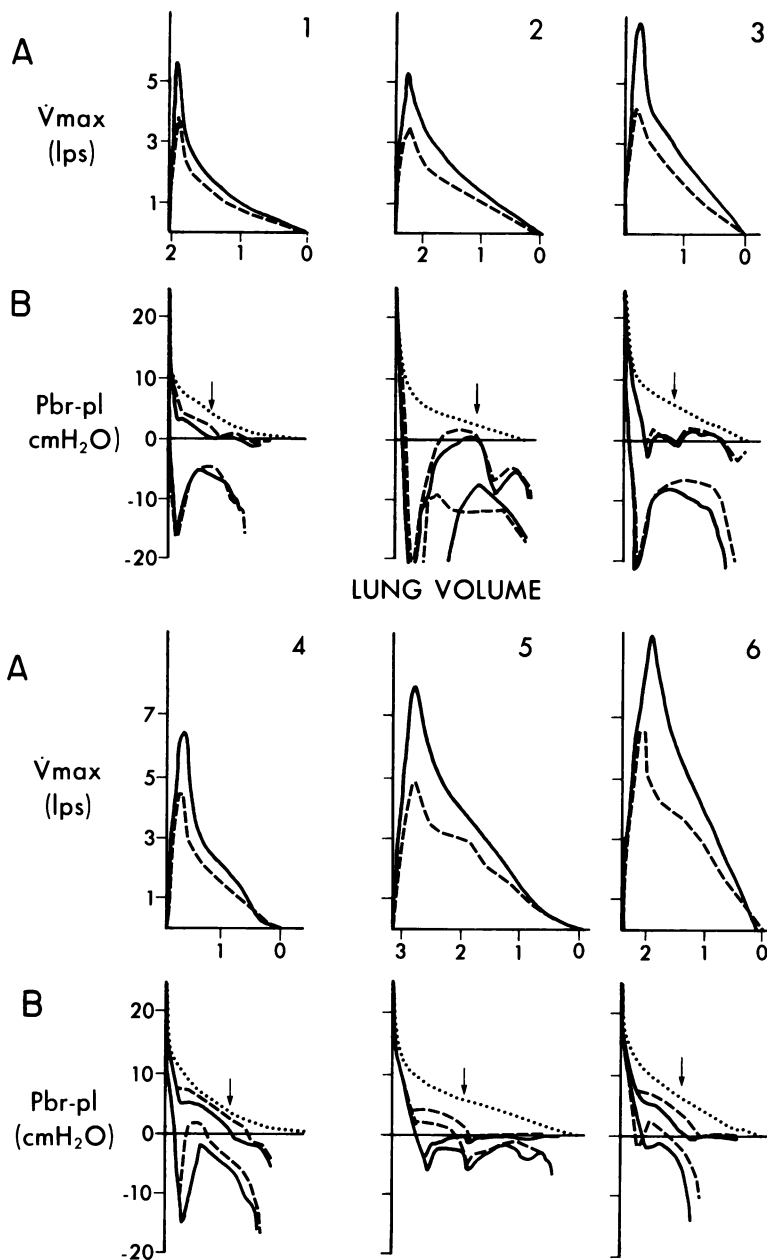 1 2 3
A
5
V̇max
3
(lps)
1
2 1 0 2 1 0 1 0
B
20
10
Pbr-pl
0
cmH₂O)
-10
-20
LUNG VOLUME
4 5 6
A
7
V̇max
5
(lps)
3
1
1 0 3 2 1 0 2 1 0
B
20
10
Pbr-pl
0
(cmH₂O)
-10
-20